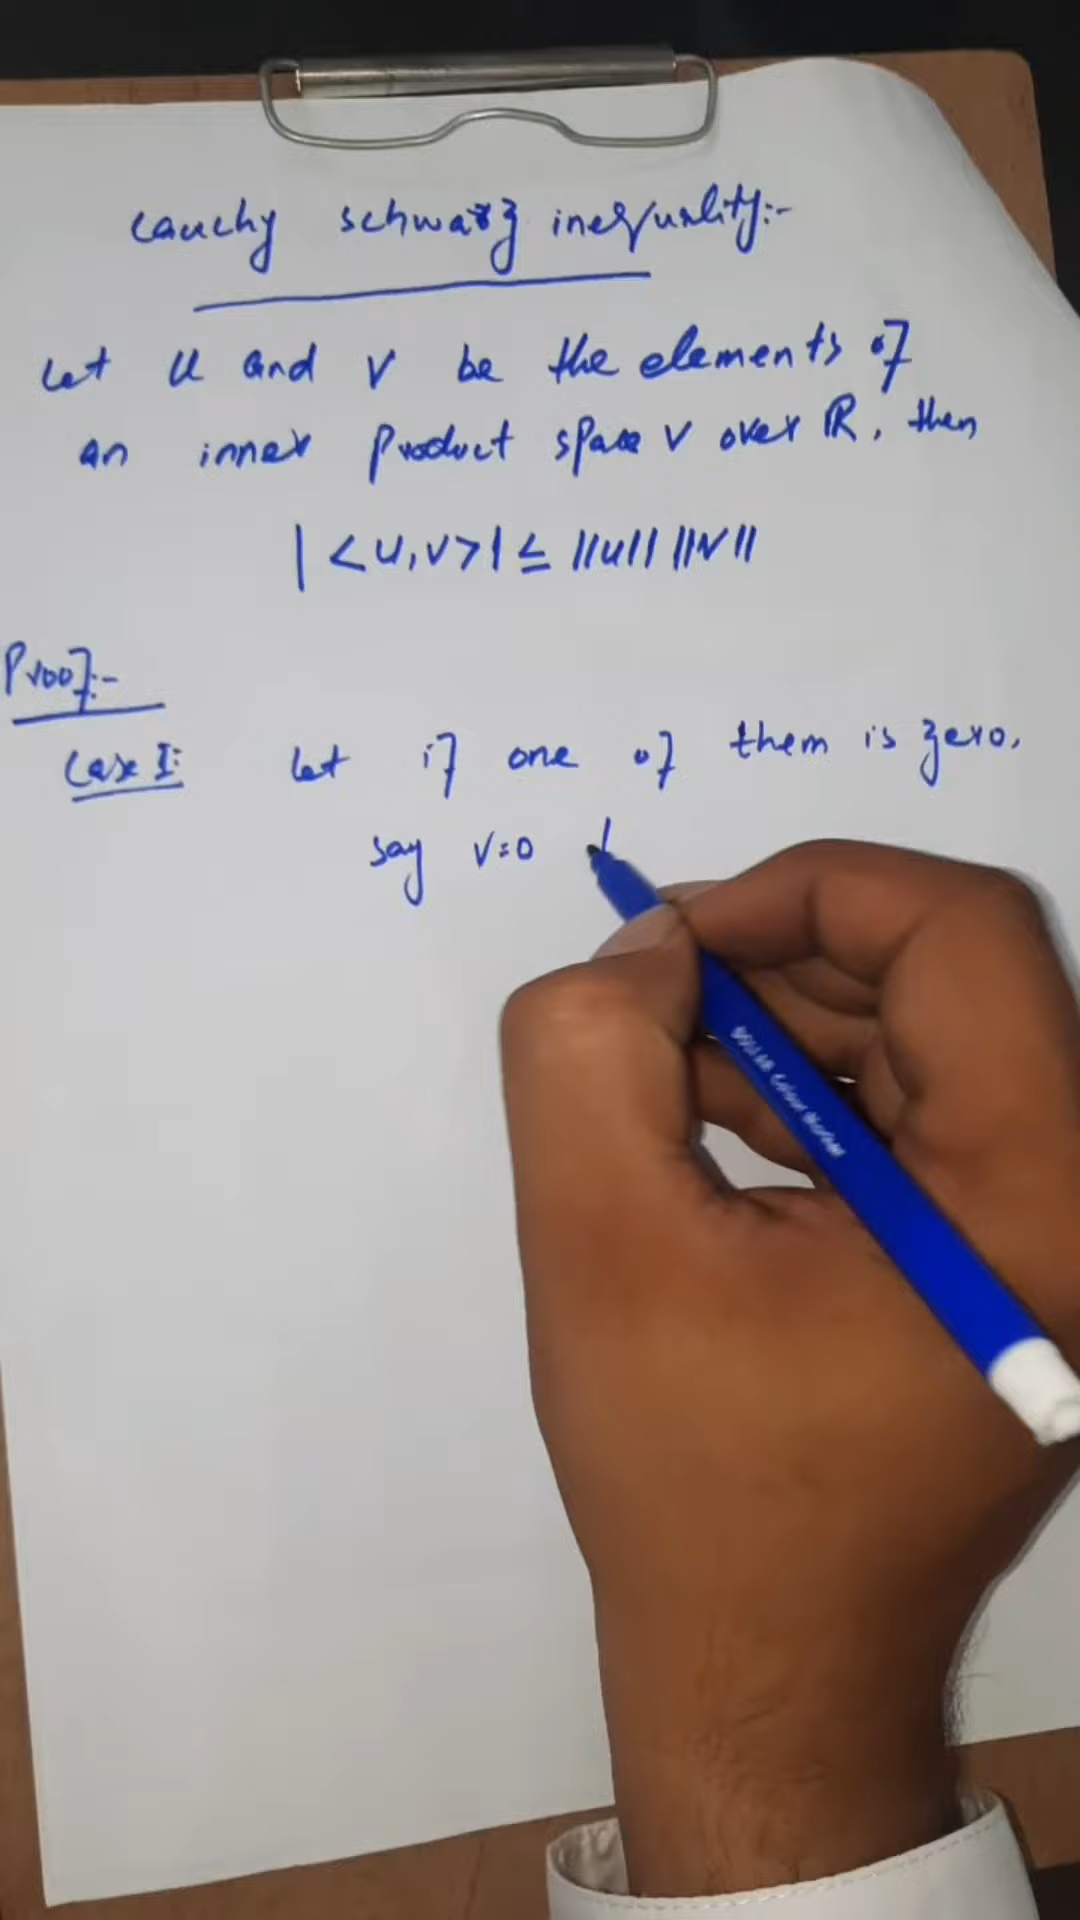 Cauchy schwarz inequality:-
Let u and v be the elements of
an inner product space V over ℝ, then
|<u,v>| ≤ ||u|| ||v||
Proof:-
Case I: Let if one of them is zero.
say v=0